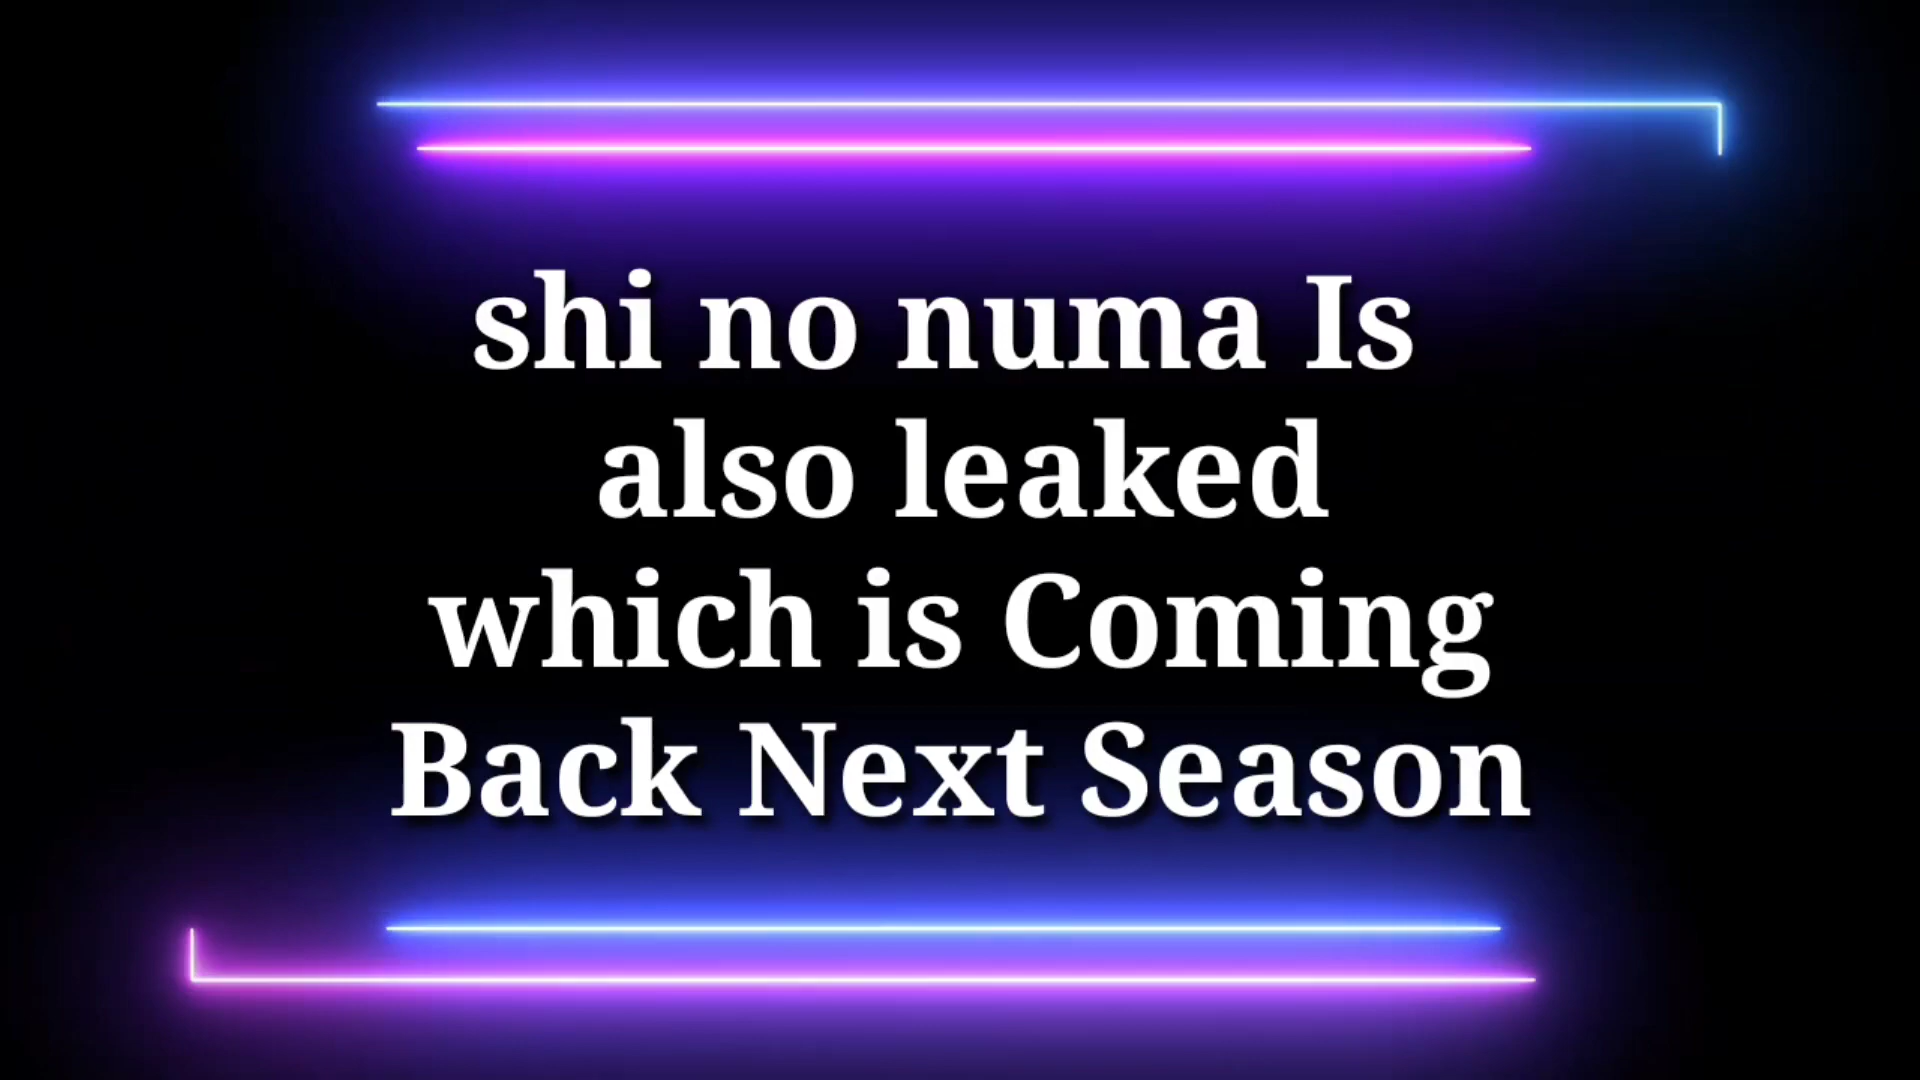 shi no numa Is
also leaked
which is Coming
Back Next Season